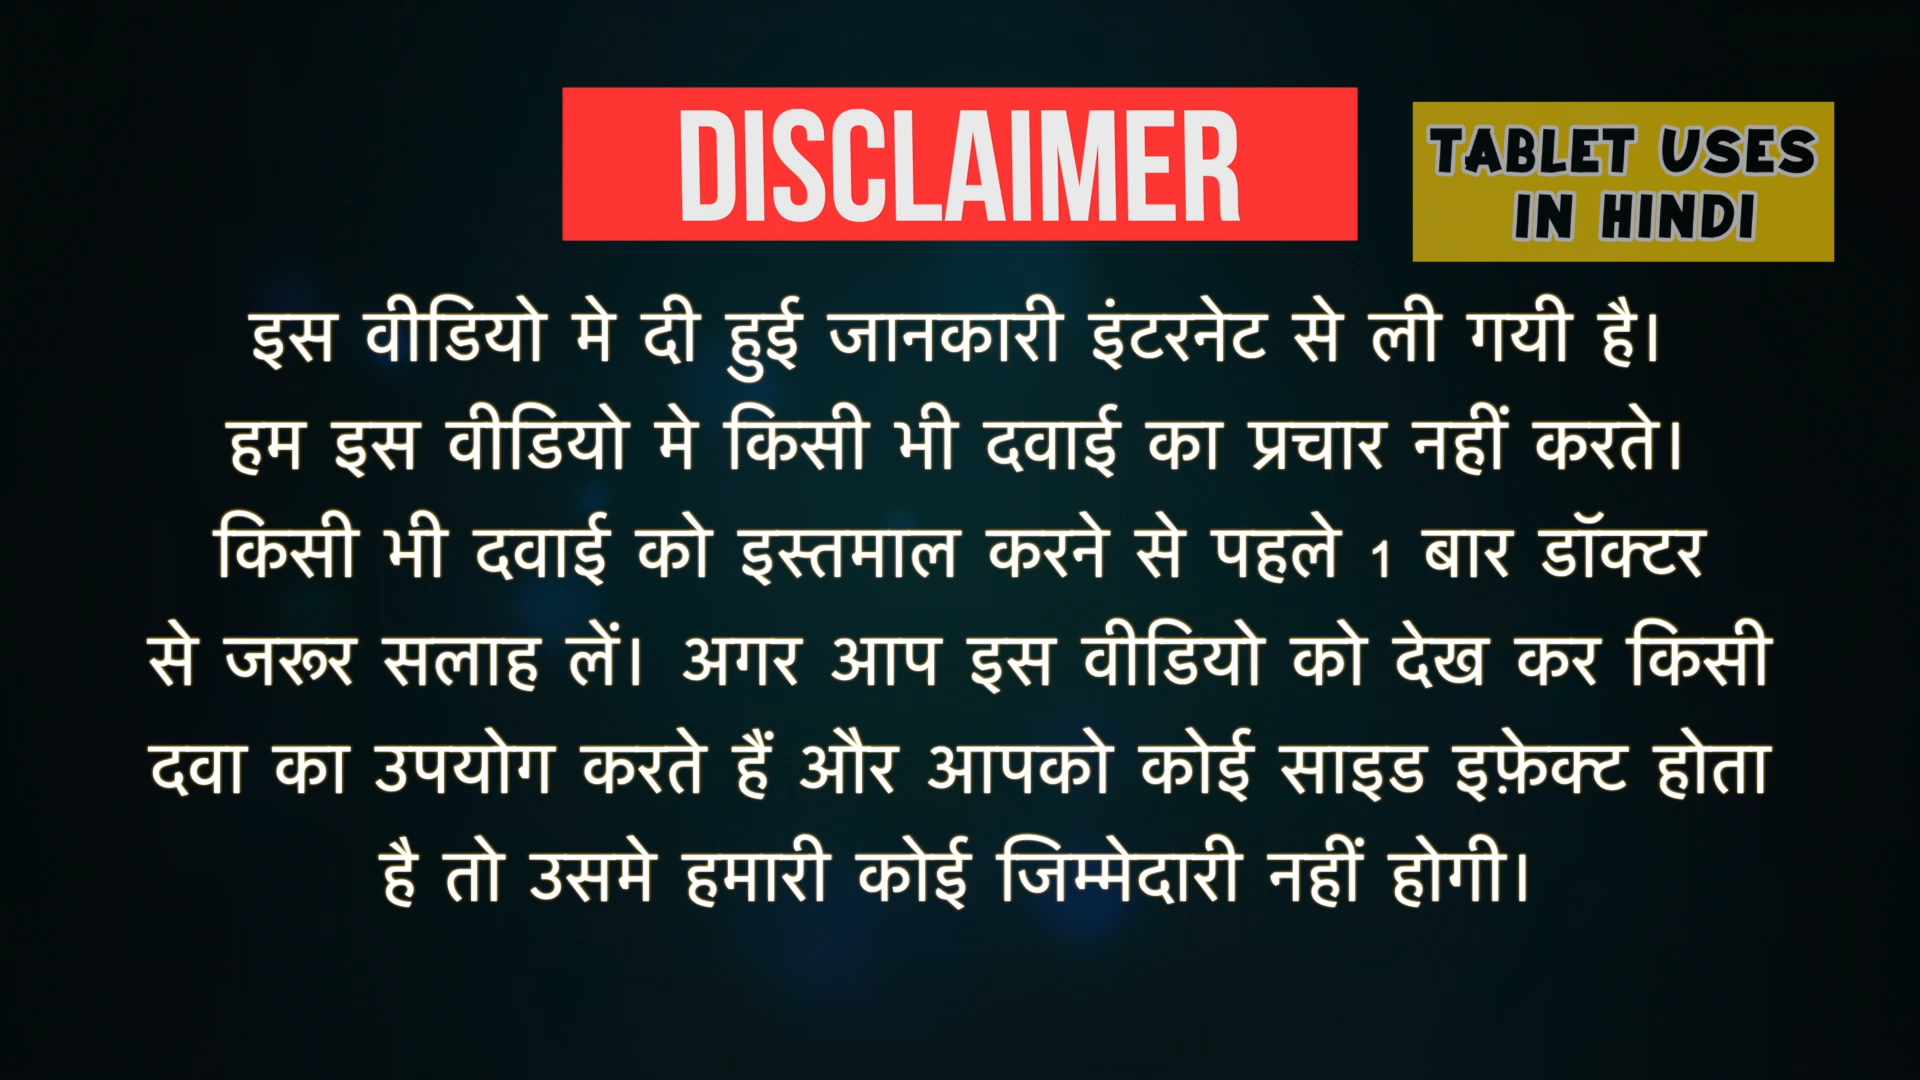 DISCLAIMER
TABLET USES
IN HINDI
इस वीडियो मे दी हुई जानकारी इंटरनेट से ली गयी है।
हम इस वीडियो मे किसी भी दवाई का प्रचार नहीं करते।
किसी भी दवाई को इस्तमाल करने से पहले 1 बार डॉक्टर
से जरूर सलाह लें। अगर आप इस वीडियो को देख कर किसी
दवा का उपयोग करते हैं और आपको कोई साइड इफ़ेक्ट होता
है तो उसमे हमारी कोई जिम्मेदारी नहीं होगी।